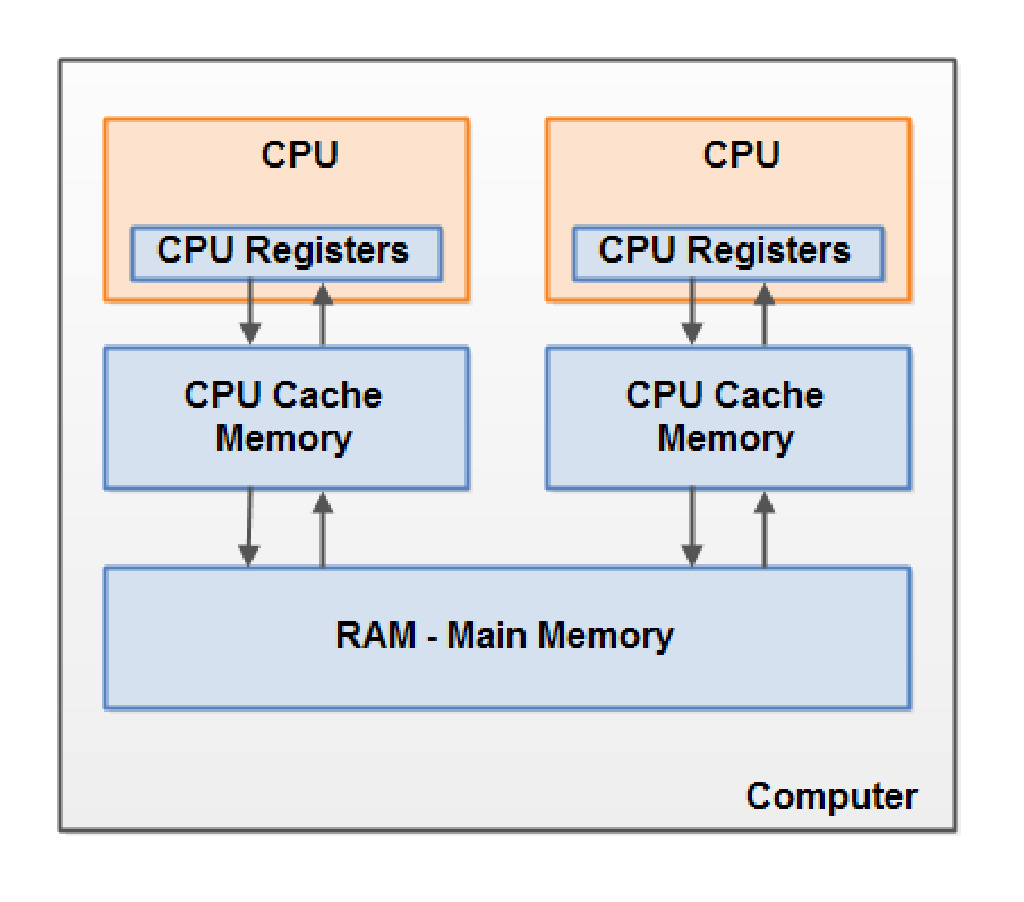 CPU
CPU
CPU Registers
CPU Registers
CPU Cache
Memory
CPU Cache
Memory
RAM - Main Memory
Computer